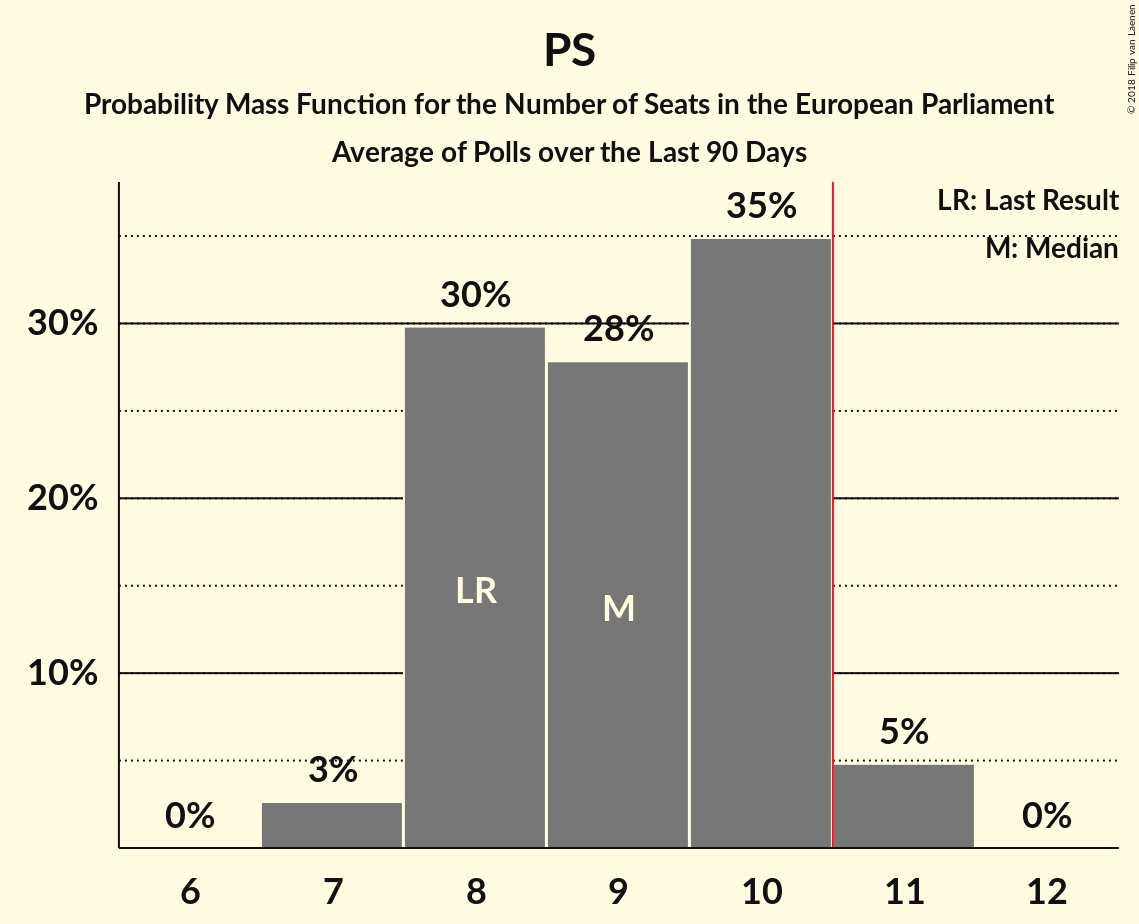 PS
Probability Mass Function for the Number of Seats in the European Parliament
Average of Polls over the Last 90 Days
© 2018 Filip van Laenen
LR: Last Result
M: Median
35%
30%
28%
30%
20%
LR
M
10%
5%
3%
0%
0%
6 7 8 9 10 11 12